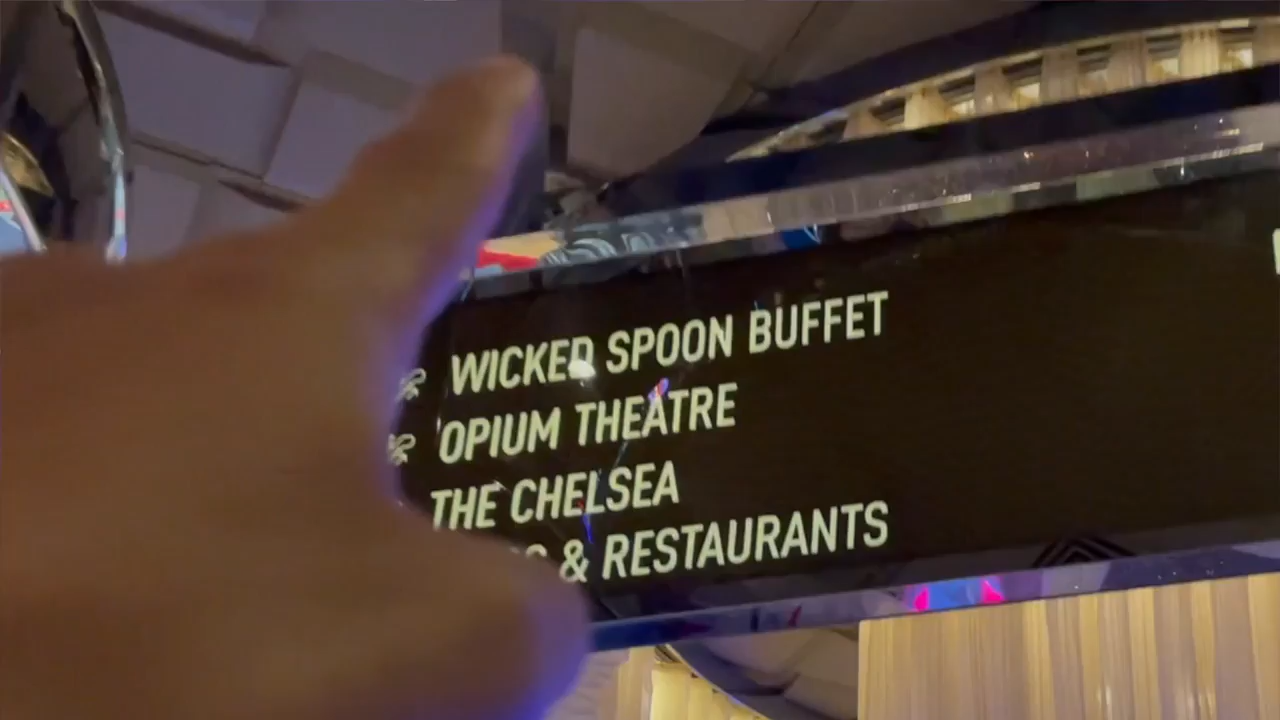 WICKED SPOON BUFFET
OPIUM THEATRE
THE CHELSEA
& RESTAURANTS